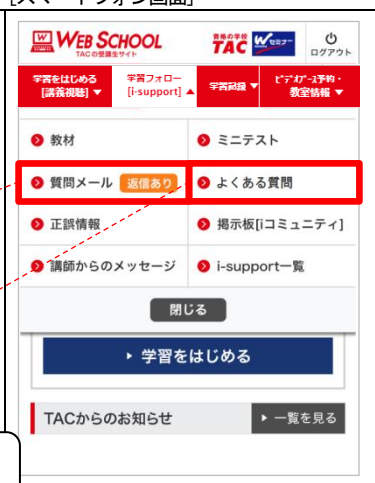 [スマートフォン画面]
WEB SCHOOL
TACの受講生サイト
資格の学校
TAC Wセミナー
ログアウト
学習をはじめる
[講義視聴] ▼
学習フォロー
[i-support] ▲
学習記録 ▼
ビデオブース予約・
教室情報 ▼
教材
ミニテスト
質問メール 返信あり
よくある質問
正誤情報
掲示板[iコミュニティ]
講師からのメッセージ
i-support一覧
閉じる
学習をはじめる
TACからのお知らせ
一覧を見る